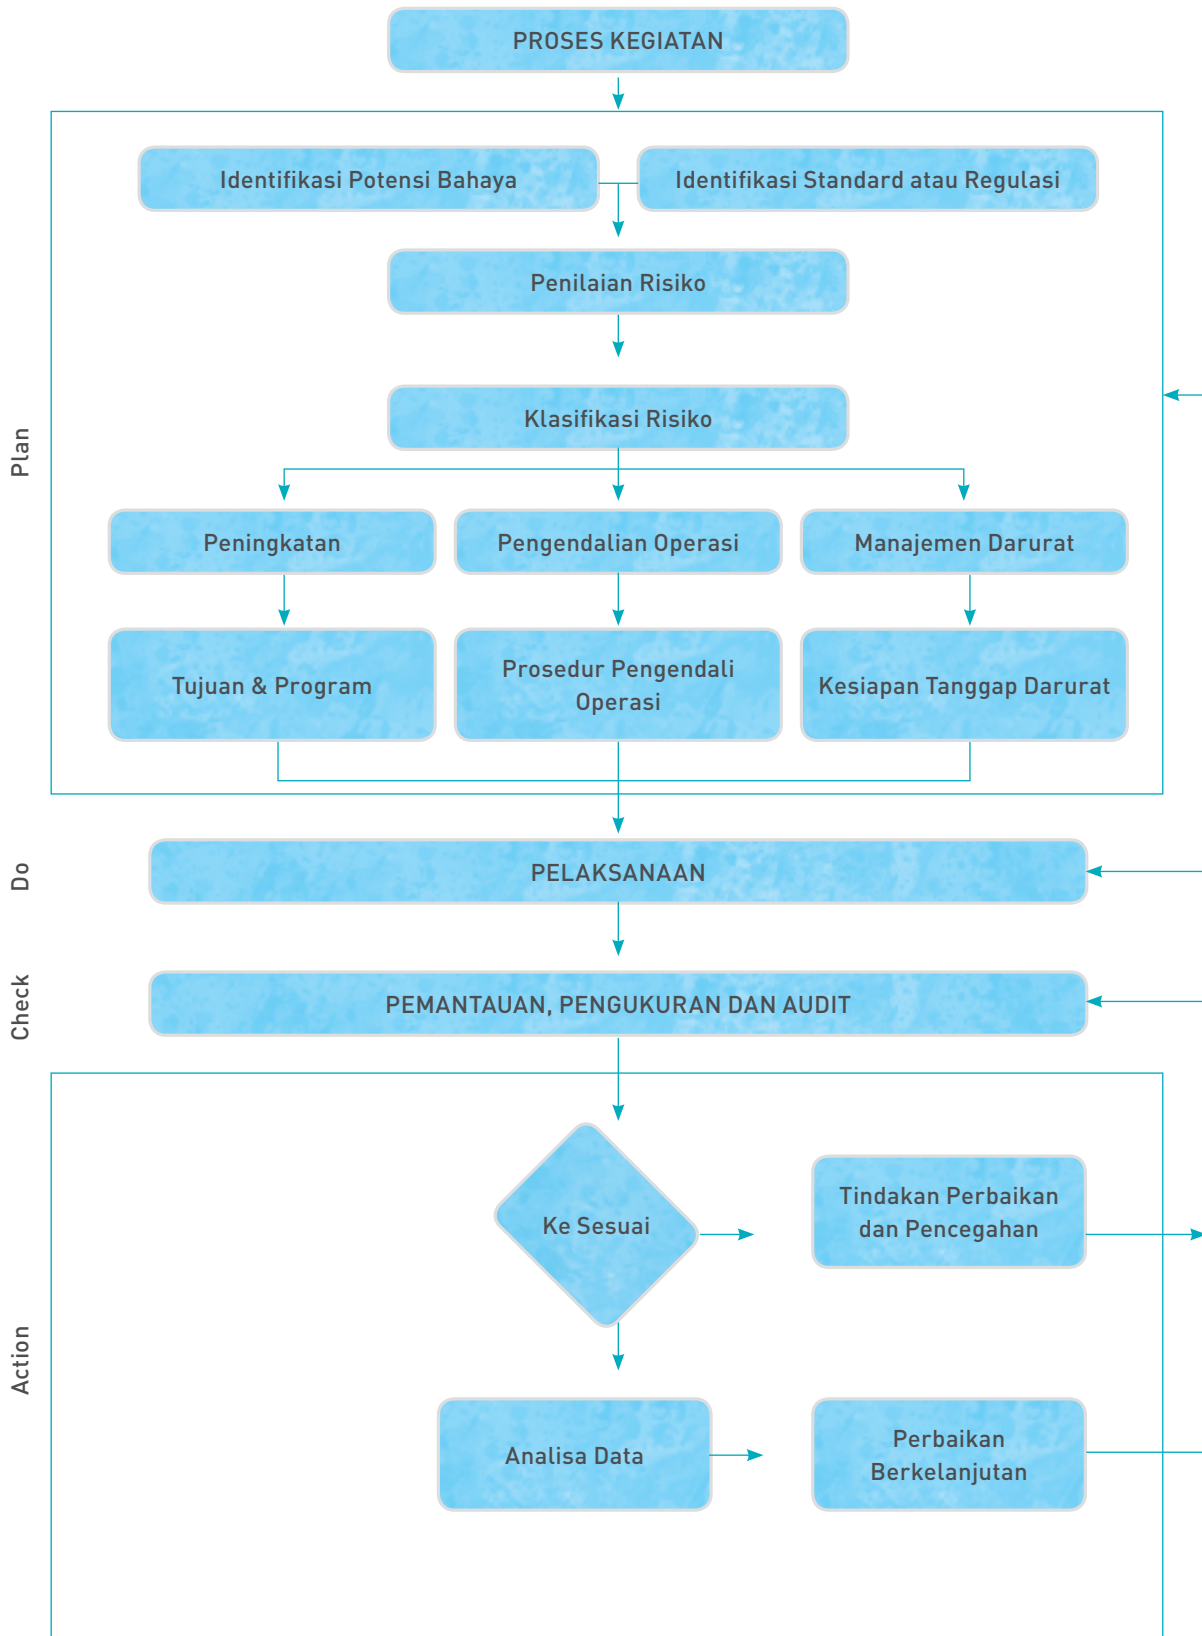 PROSES KEGIATAN
Plan
Identifikasi Potensi Bahaya
Identifikasi Standard atau Regulasi
Penilaian Risiko
Klasifikasi Risiko
Peningkatan
Pengendalian Operasi
Manajemen Darurat
Tujuan & Program
Prosedur Pengendali
Operasi
Kesiapan Tanggap Darurat
Do
PELAKSANAAN
Check
PEMANTAUAN, PENGUKURAN DAN AUDIT
Action
Ke Sesuai
Tindakan Perbaikan
dan Pencegahan
Analisa Data
Perbaikan
Berkelanjutan